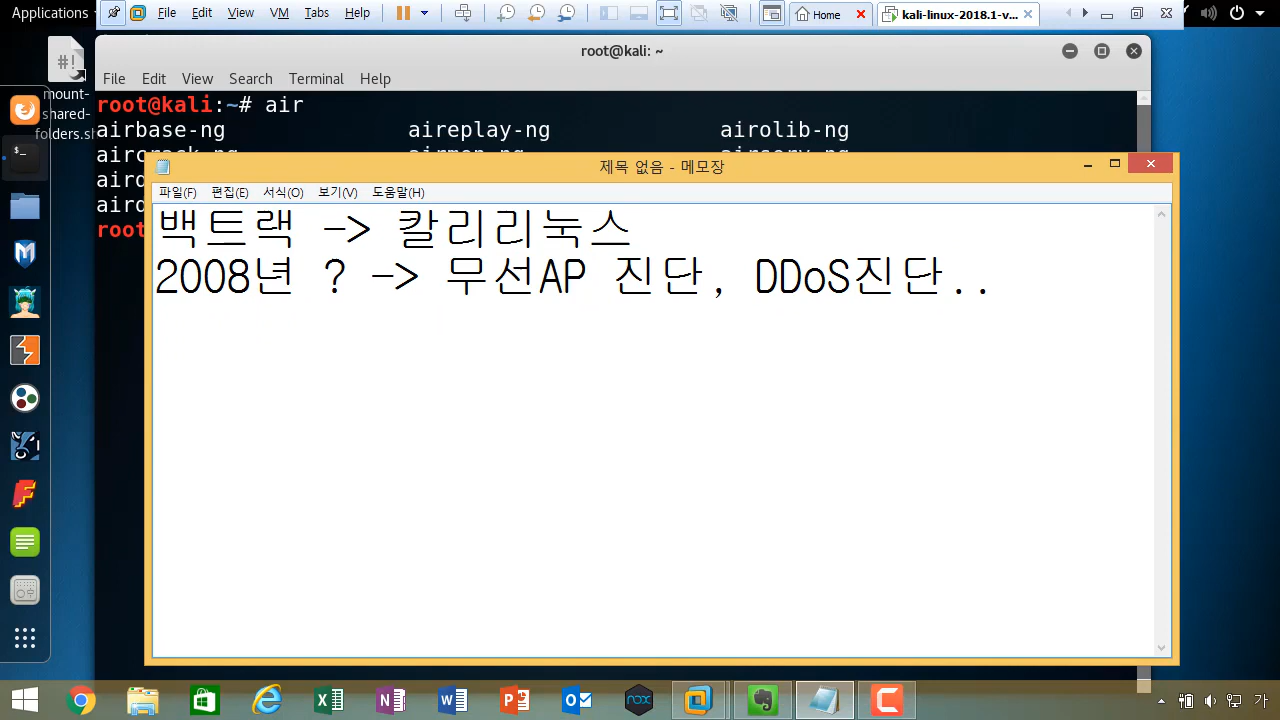 Applications
File Edit View VM Tabs Help
Home
kali-linux-2018.1-v...
#!
mount-
shared-
folders.sh
root@kali: ~
File Edit View Search Terminal Help
root@kali:~# air
airbase-ng aireplay-ng airolib-ng
제목 없음 - 메모장
파일(F) 편집(E) 서식(O) 보기(V) 도움말(H)
백트랙 -> 칼리리눅스
2008년 ? -> 무선AP 진단, DDoS진단..
가